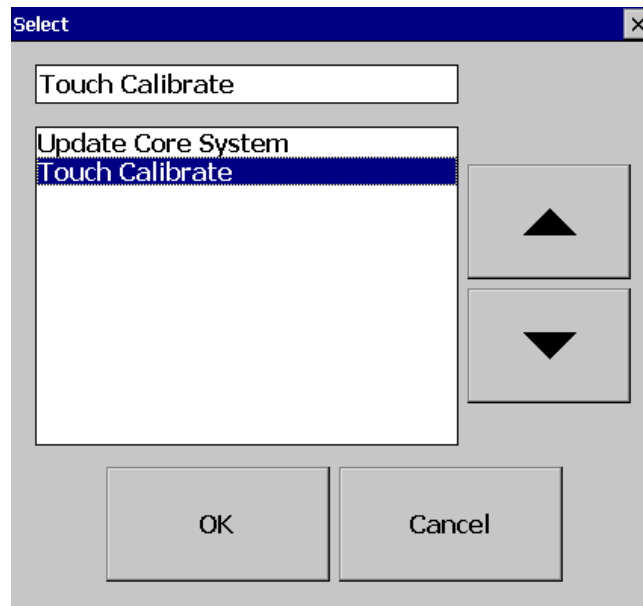 Select
Touch Calibrate
Update Core System
Touch Calibrate
OK
Cancel